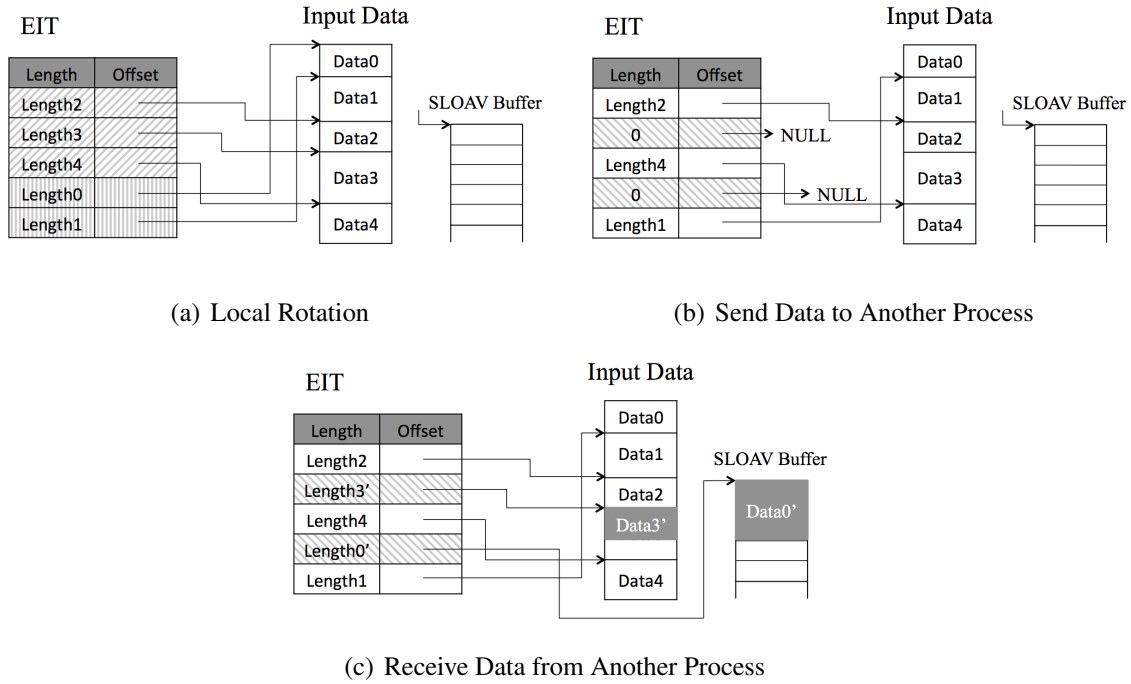 EIT
Input Data
Length Offset
Length2
Length3
Length4
Length0
Length1
Data0
Data1
Data2
Data3
Data4
SLOAV Buffer
(a) Local Rotation
EIT
Input Data
Length Offset
Length2
0
Length4
0
Length1
NULL
NULL
Data0
Data1
Data2
Data3
Data4
SLOAV Buffer
(b) Send Data to Another Process
EIT
Input Data
Length Offset
Length2
Length3'
Length4
Length0'
Length1
Data0
Data1
Data2
Data3'
Data4
SLOAV Buffer
Data0'
(c) Receive Data from Another Process